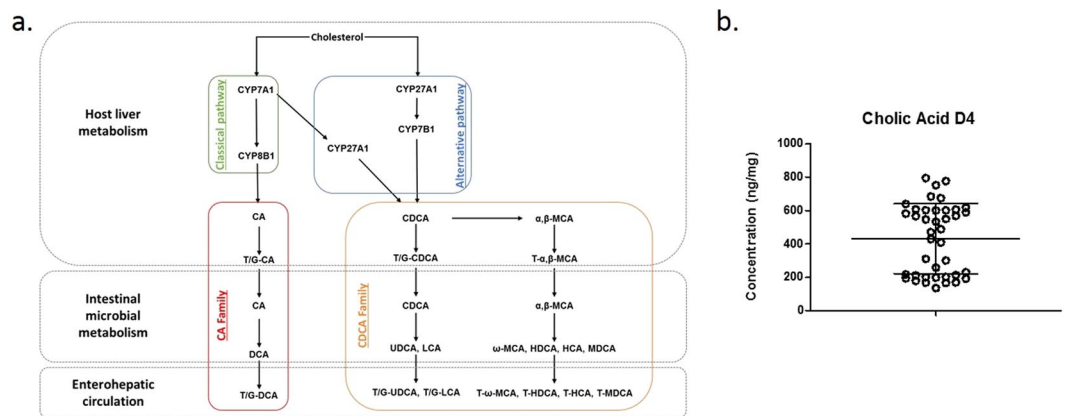 a.
Cholesterol
Host liver
metabolism
Classical pathway
CYP7A1
CYP8B1
CYP27A1
CYP27A1
CYP7B1
Alternative pathway
CA
CDCA
α,β-MCA
T/G-CA
T/G-CDCA
T-α,β-MCA
Intestinal
microbial
metabolism
CA Family
CA
CDCA Family
CDCA
α,β-MCA
DCA
UDCA, LCA
ω-MCA, HDCA, HCA, MDCA
Enterohepatic
circulation
T/G-DCA
T/G-UDCA, T/G-LCA
T-ω-MCA, T-HDCA, T-HCA, T-MDCA
b.
Cholic Acid D4
Concentration (ng/mg)
1000
800
600
400
200
0